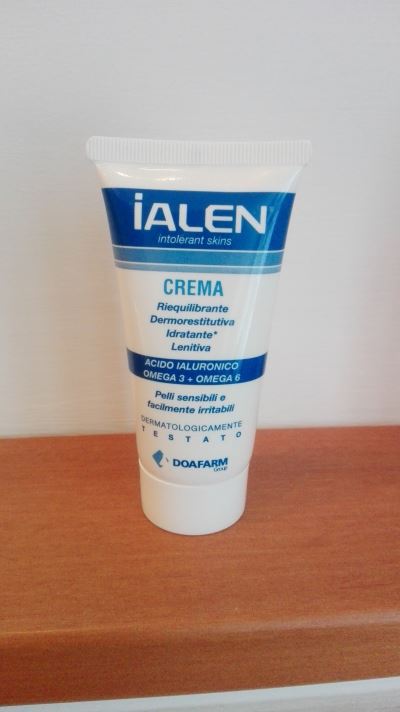 iALEN
intolerant skins
CREMA
Riequilibrante
Dermorestitutiva
Idratante*
Lenitiva
ACIDO IALURONICO
OMEGA 3 + OMEGA 6
Pelli sensibili e
facilmente irritabili
DERMATOLOGICAMENTE
TESTATO
DOAFARM
Group